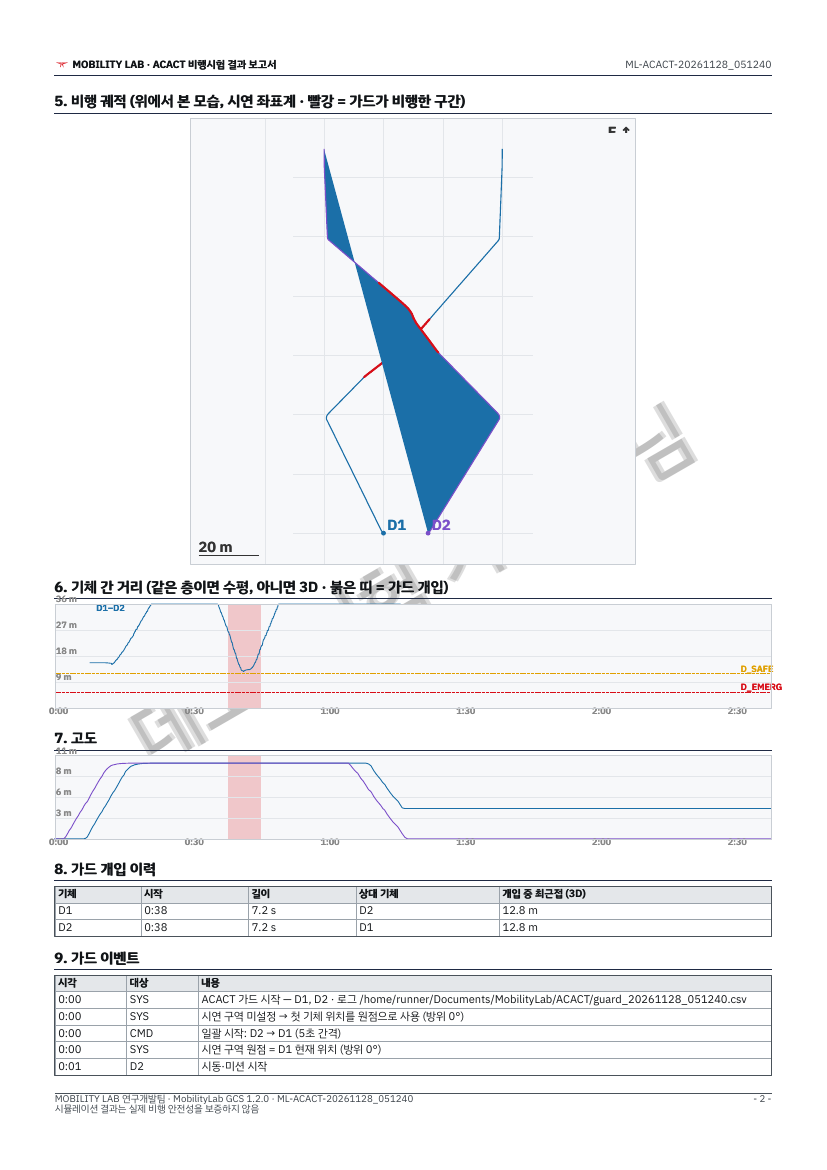 MOBILITY LAB · ACACT 비행시험 결과 보고서
ML-ACACT-20261128_051240
5. 비행 궤적 (위에서 본 모습, 시연 좌표계 · 빨강 = 가드가 비행한 구간)
D1
D2
20 m
6. 기체 간 거리 (같은 층이면 수평, 아니면 3D · 붉은 띠 = 가드 개입)
36 m
D1–D2
27 m
18 m
D_SAFE
9 m
D_EMERG
0:00 0:30 1:00 1:30 2:00 2:30
7. 고도
11 m
8 m
6 m
3 m
0:00 0:30 1:00 1:30 2:00 2:30
8. 가드 개입 이력
기체 시작 길이 상대 기체 개입 중 최근접 (3D)
D1 0:38 7.2 s D2 12.8 m
D2 0:38 7.2 s D1 12.8 m
9. 가드 이벤트
시각 대상 내용
0:00 SYS ACACT 가드 시작 — D1, D2 · 로그 /home/runner/Documents/MobilityLab/ACACT/guard_20261128_051240.csv
0:00 SYS 시연 구역 미설정 → 첫 기체 위치를 원점으로 사용 (방위 0°)
0:00 CMD 일괄 시작: D2 → D1 (5초 간격)
0:00 SYS 시연 구역 원점 = D1 현재 위치 (방위 0°)
0:01 D2 시동·미션 시작
MOBILITY LAB 연구개발팀 · MobilityLab GCS 1.2.0 · ML-ACACT-20261128_051240
- 2 -
시뮬레이션 결과는 실제 비행 안전성을 보증하지 않음